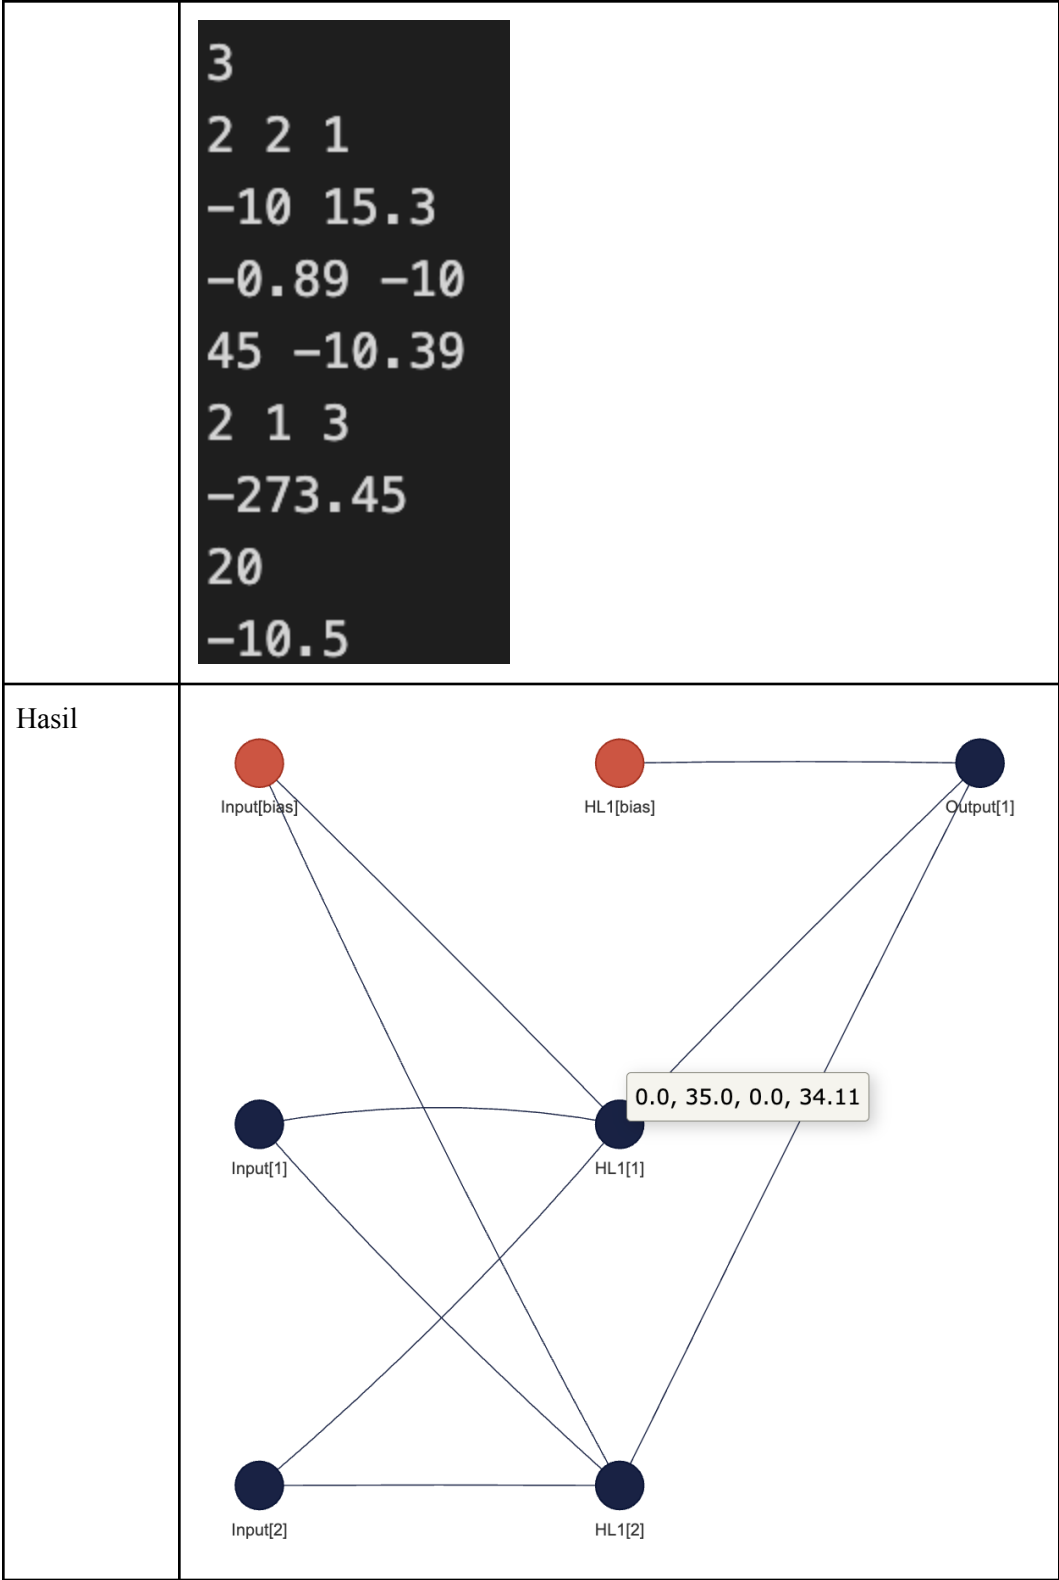 3
2 2 1
-10 15.3
-0.89 -10
45 -10.39
2 1 3
-273.45
20
-10.5
Hasil
Input[bias]
HL1[bias]
Output[1]
0.0, 35.0, 0.0, 34.11
Input[1]
HL1[1]
Input[2]
HL1[2]